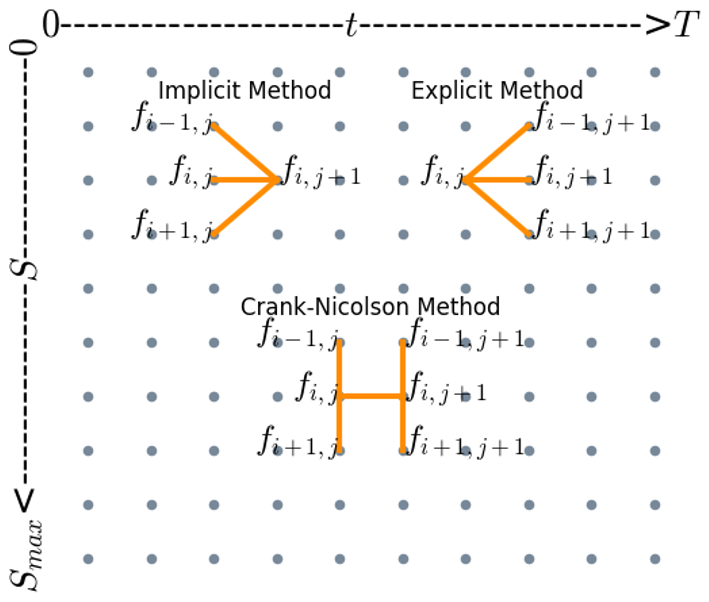 0--------------------t--------------------->T
0--------------S--------------->S_{max}
Implicit Method
f_{i-1,j}
f_{i,j}
f_{i,j+1}
f_{i+1,j}
Explicit Method
f_{i-1,j+1}
f_{i,j}
f_{i,j+1}
f_{i+1,j+1}
Crank-Nicolson Method
f_{i-1,j}
f_{i-1,j+1}
f_{i,j}
f_{i,j+1}
f_{i+1,j}
f_{i+1,j+1}